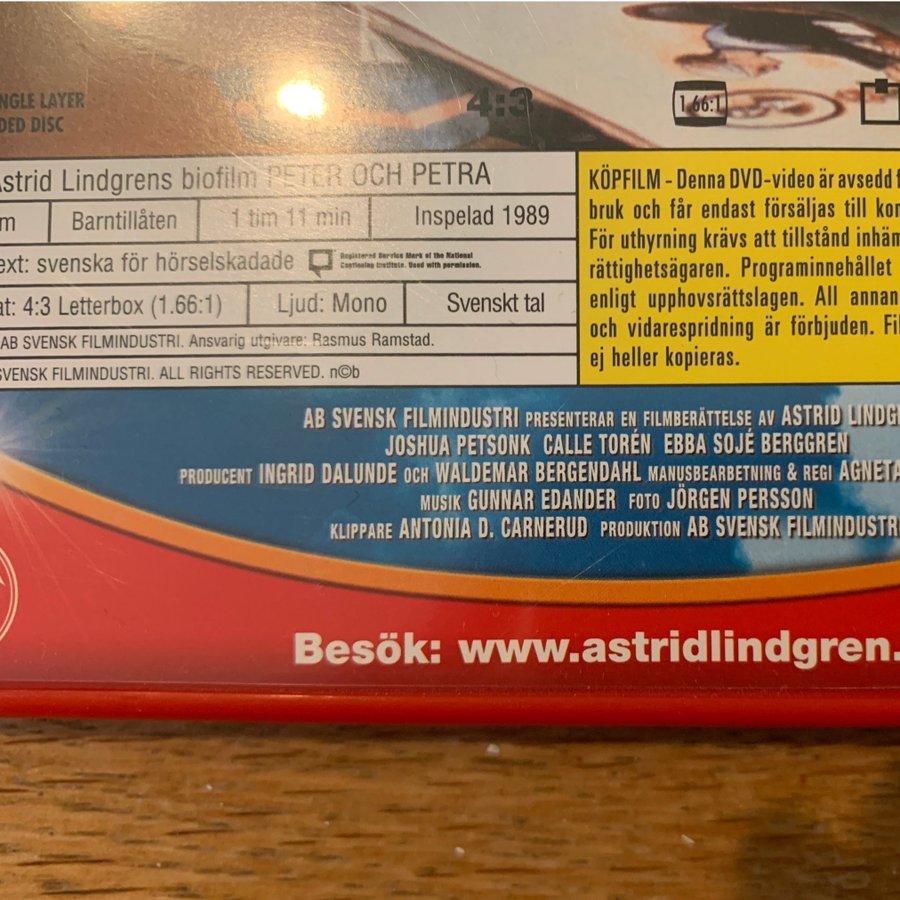 NGLE LAYER
DED DISC
4:3
1.66:1
Astrid Lindgrens biofilm PETER OCH PETRA
m Barntillåten 1 tim 11 min Inspelad 1989
ext: svenska för hörselskadade Registered Service Mark of the National
Captioning Institute. Used with permission.
at: 4:3 Letterbox (1.66:1) Ljud: Mono Svenskt tal
AB SVENSK FILMINDUSTRI. Ansvarig utgivare: Rasmus Ramstad.
SVENSK FILMINDUSTRI. ALL RIGHTS RESERVED. n©b
KÖPFILM - Denna DVD-video är avsedd f
bruk och får endast försäljas till kon
För uthyrning krävs att tillstånd inhäm
rättighetsägaren. Programinnehållet
enligt upphovsrättslagen. All annan
och vidarespridning är förbjuden. Fil
ej heller kopieras.
AB SVENSK FILMINDUSTRI PRESENTERAR EN FILMBERÄTTELSE AV ASTRID LINDG
JOSHUA PETSONK CALLE TORÉN EBBA SOJÉ BERGGREN
PRODUCENT INGRID DALUNDE OCH WALDEMAR BERGENDAHL MANUSBEARBETNING & REGI AGNETA
MUSIK GUNNAR EDANDER FOTO JÖRGEN PERSSON
KLIPPARE ANTONIA D. CARNERUD PRODUKTION AB SVENSK FILMINDUSTRI
Besök: www.astridlindgren.